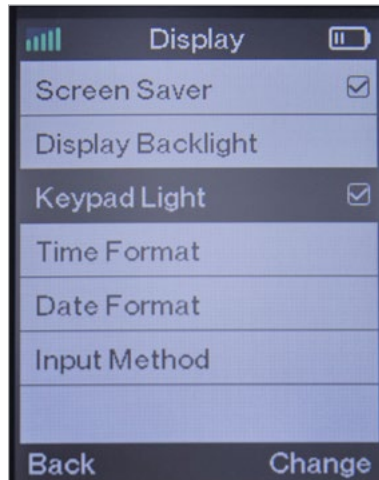 Display
Screen Saver
Display Backlight
Keypad Light
Time Format
Date Format
Input Method
Back Change